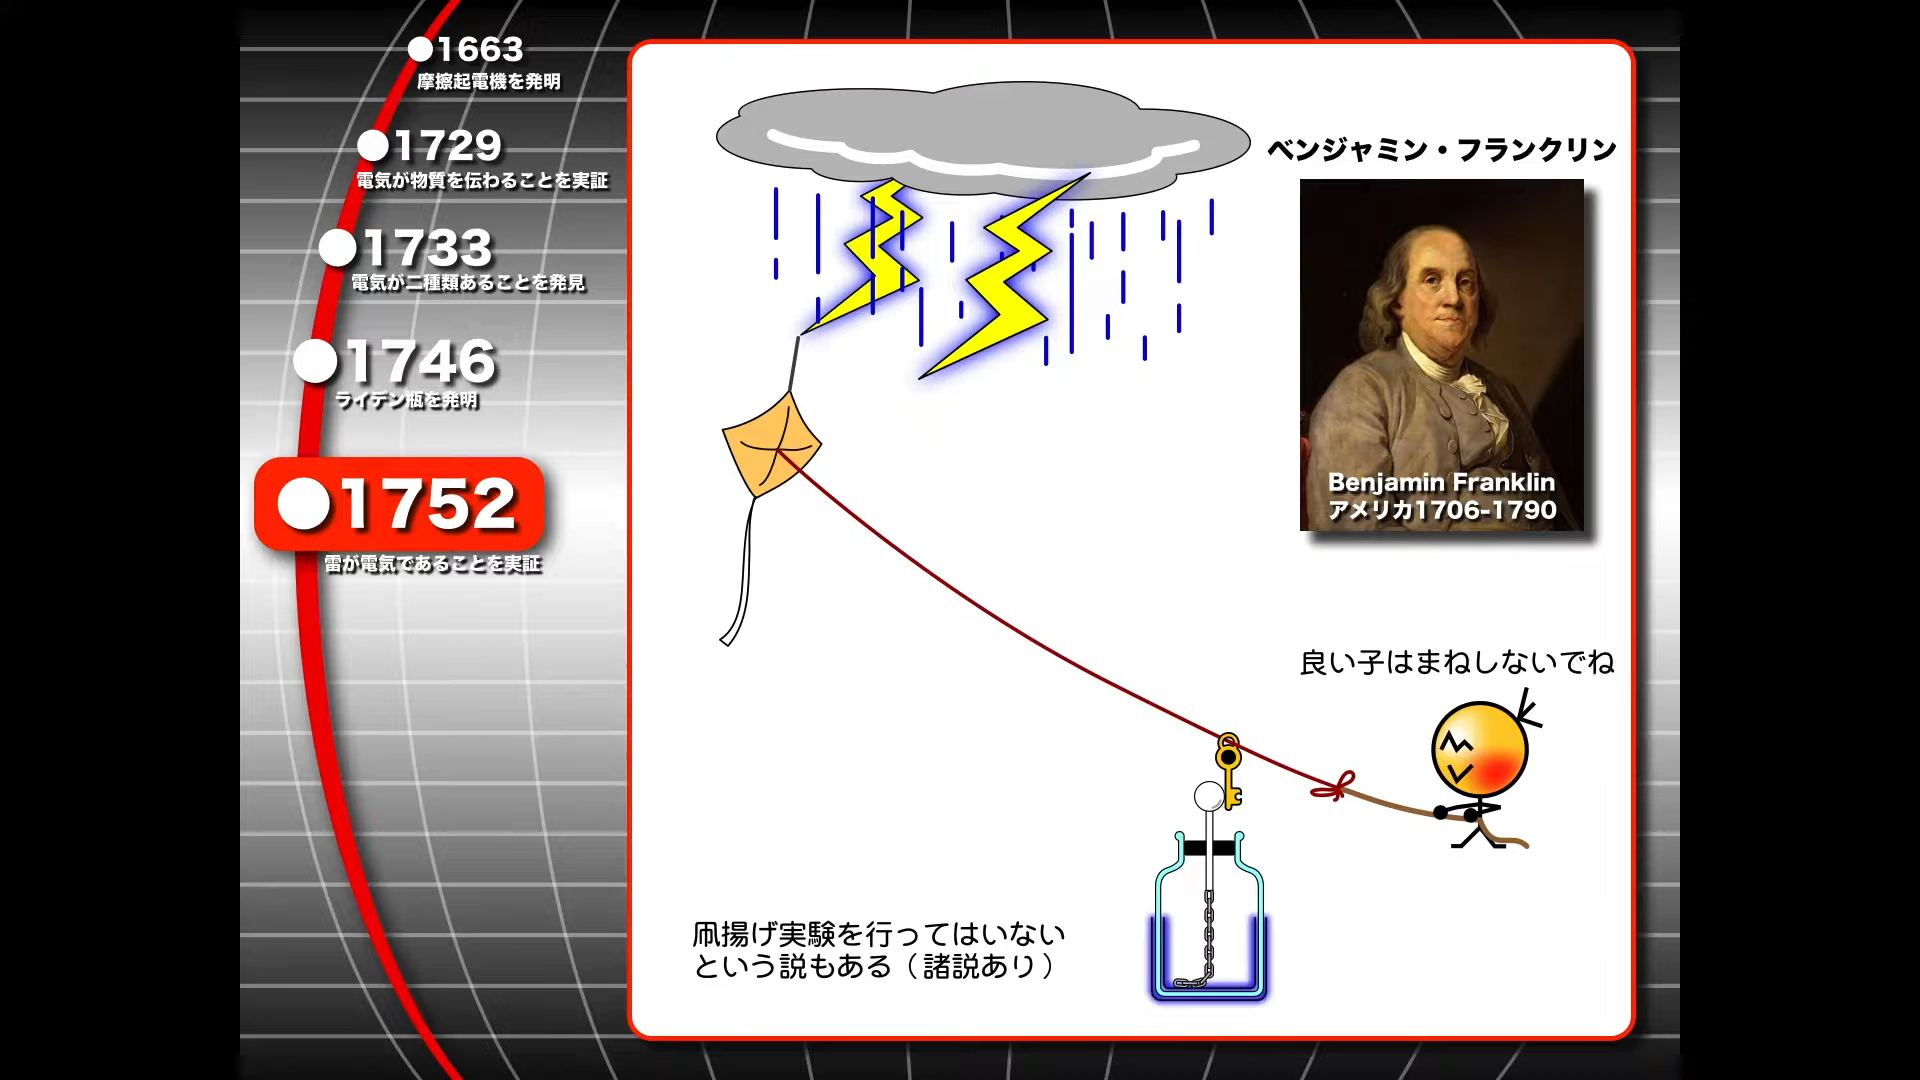 1663
摩擦起電機を発明
1729
電気が物質を伝わることを実証
1733
電気が二種類あることを発見
1746
ライデン瓶を発明
1752
雷が電気であることを実証
ベンジャミン・フランクリン
Benjamin Franklin
アメリカ1706-1790
良い子はまねしないでね
凧揚げ実験を行ってはいない
という説もある（諸説あり）